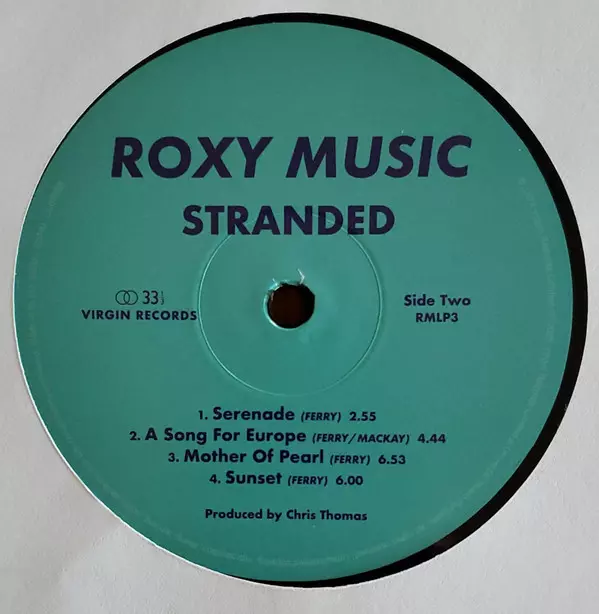 ROXY MUSIC
STRANDED
33⅓
VIRGIN RECORDS
Side Two
RMLP3
1. Serenade (FERRY) 2.55
2. A Song For Europe (FERRY/MACKAY) 4.44
3. Mother Of Pearl (FERRY) 6.53
4. Sunset (FERRY) 6.00
Produced by Chris Thomas